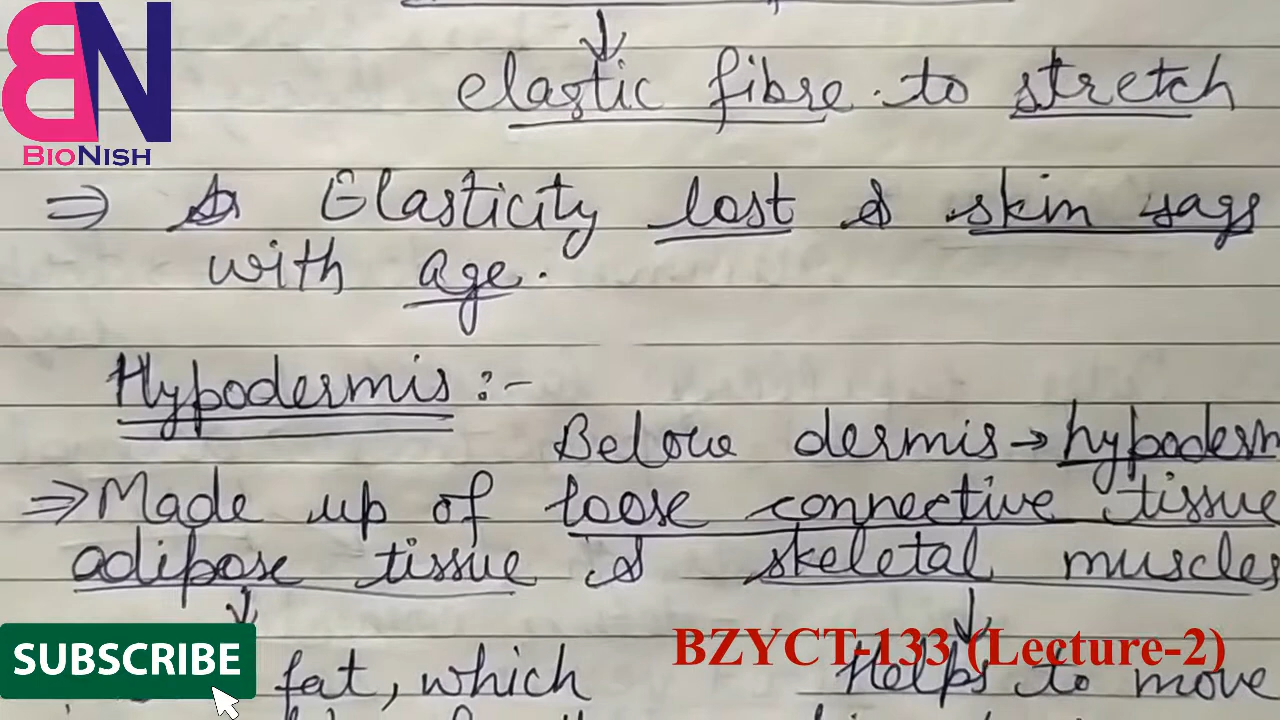 BN
BIONISH
elastic fibre to stretch
⇒ Elasticity lost & skin sags
with age.
Hypodermis :-
Below dermis → hypoderm
⇒ Made up of loose connective tissue
adipose tissue & skeletal muscles
SUBSCRIBE
BZYCT-133 (Lecture-2)
fat, which Helps to move